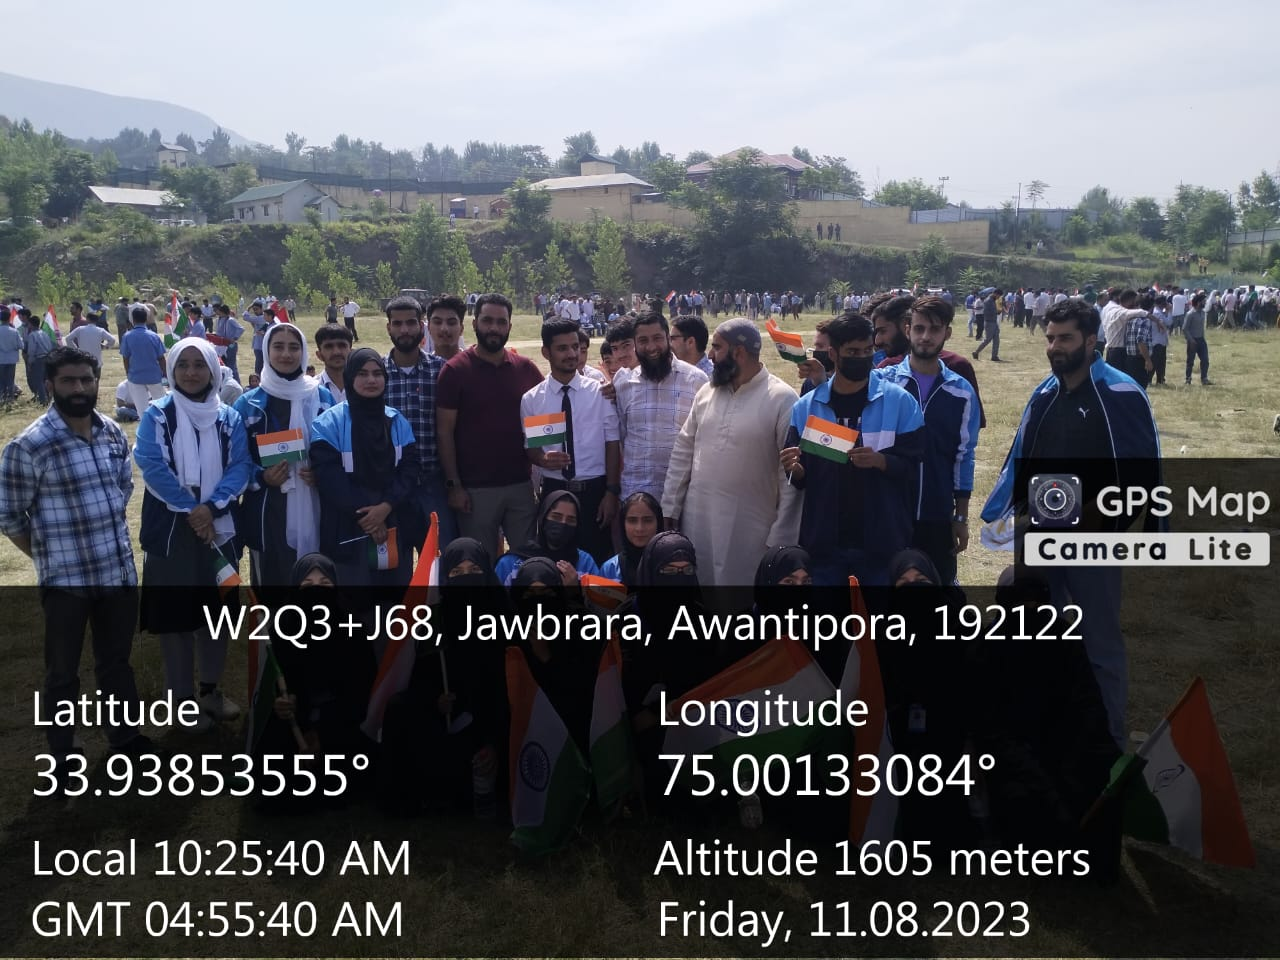 GPS Map
Camera Lite
W2Q3+J68, Jawbrara, Awantipora, 192122
Latitude
33.93853555°
Longitude
75.00133084°
Local 10:25:40 AM
GMT 04:55:40 AM
Altitude 1605 meters
Friday, 11.08.2023